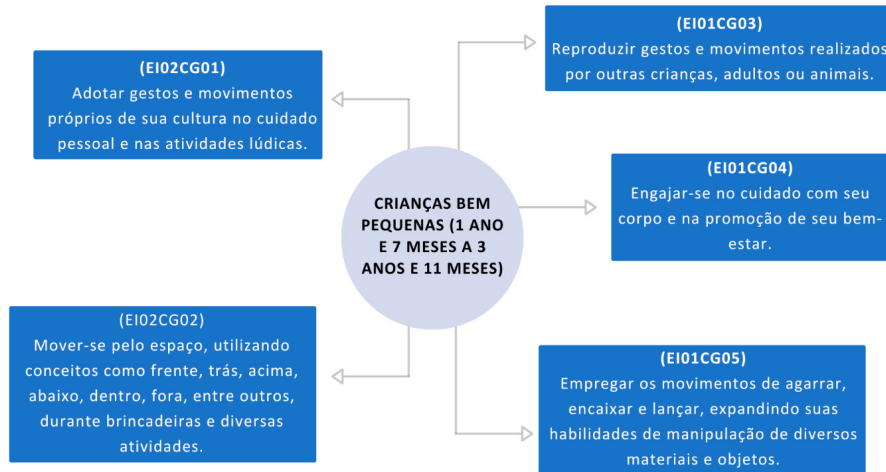 (EI02CG01)
Adotar gestos e movimentos
próprios de sua cultura no cuidado
pessoal e nas atividades lúdicas.
(EI01CG03)
Reproduzir gestos e movimentos realizados
por outras crianças, adultos ou animais.
CRIANÇAS BEM
PEQUENAS (1 ANO
E 7 MESES A 3
ANOS E 11 MESES)
(EI01CG04)
Engajar-se no cuidado com seu
corpo e na promoção de seu bem-
estar.
(EI02CG02)
Mover-se pelo espaço, utilizando
conceitos como frente, trás, acima,
abaixo, dentro, fora, entre outros,
durante brincadeiras e diversas
atividades.
(EI01CG05)
Empregar os movimentos de agarrar,
encaixar e lançar, expandindo suas
habilidades de manipulação de diversos
materiais e objetos.